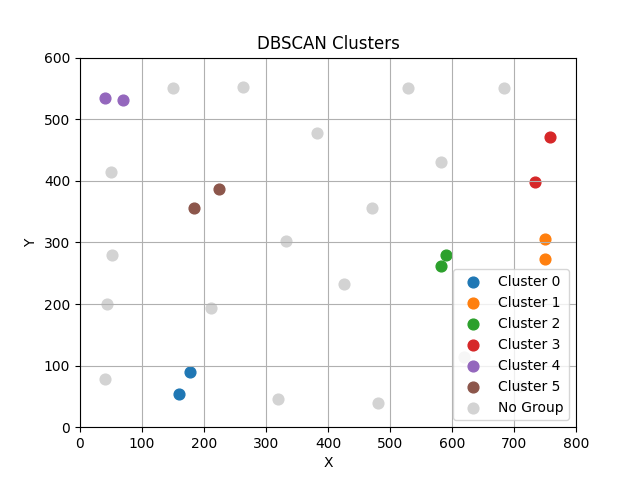 DBSCAN Clusters
600
500
400
300
200
100
0
Y
Cluster 0
Cluster 1
Cluster 2
Cluster 3
Cluster 4
Cluster 5
No Group
0 100 200 300 400 500 600 700 800
X